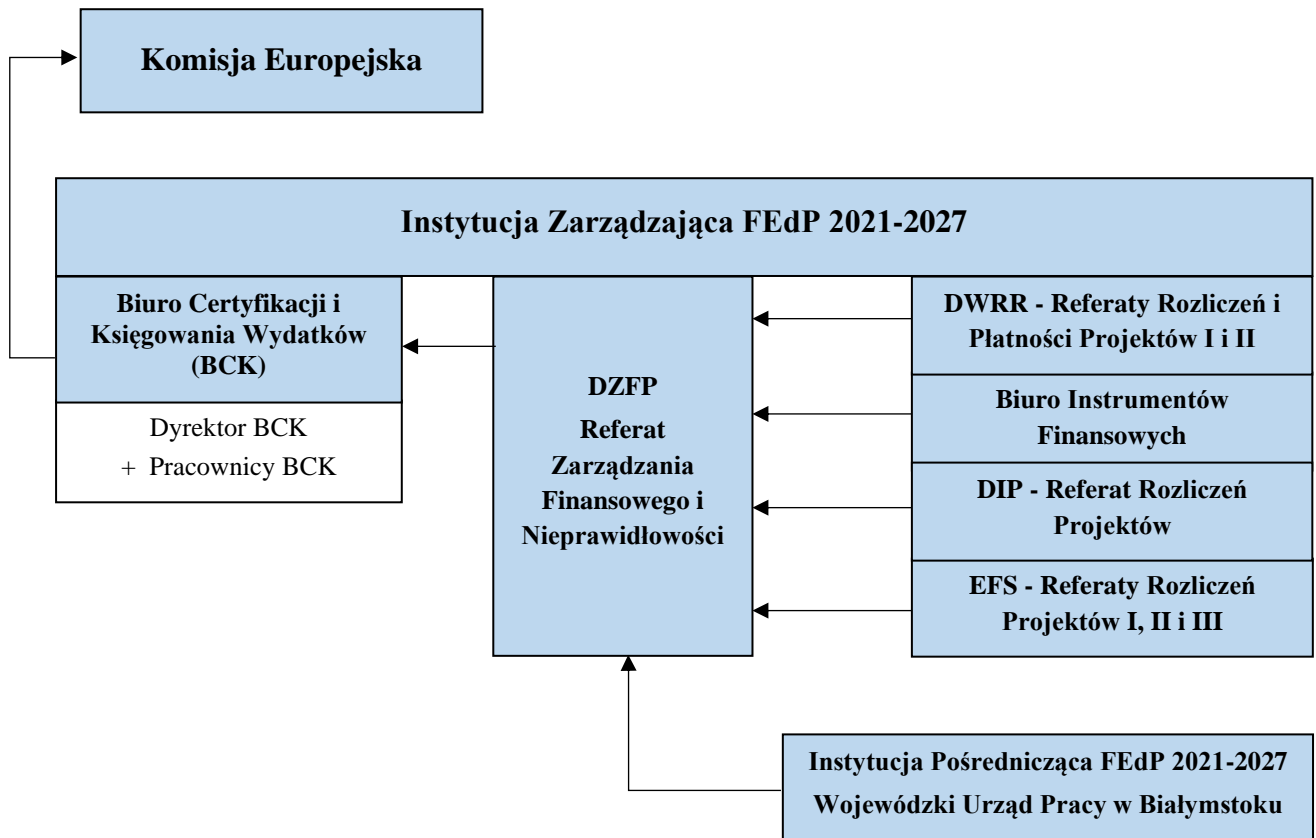 Komisja Europejska
Instytucja Zarządzająca FEdP 2021-2027
Biuro Certyfikacji i
Księgowania Wydatków
(BCK)
Dyrektor BCK
+ Pracownicy BCK
DZFP
Referat
Zarządzania
Finansowego i
Nieprawidłowości
DWRR - Referaty Rozliczeń i
Płatności Projektów I i II
Biuro Instrumentów
Finansowych
DIP - Referat Rozliczeń
Projektów
EFS - Referaty Rozliczeń
Projektów I, II i III
Instytucja Pośrednicząca FEdP 2021-2027
Wojewódzki Urząd Pracy w Białymstoku